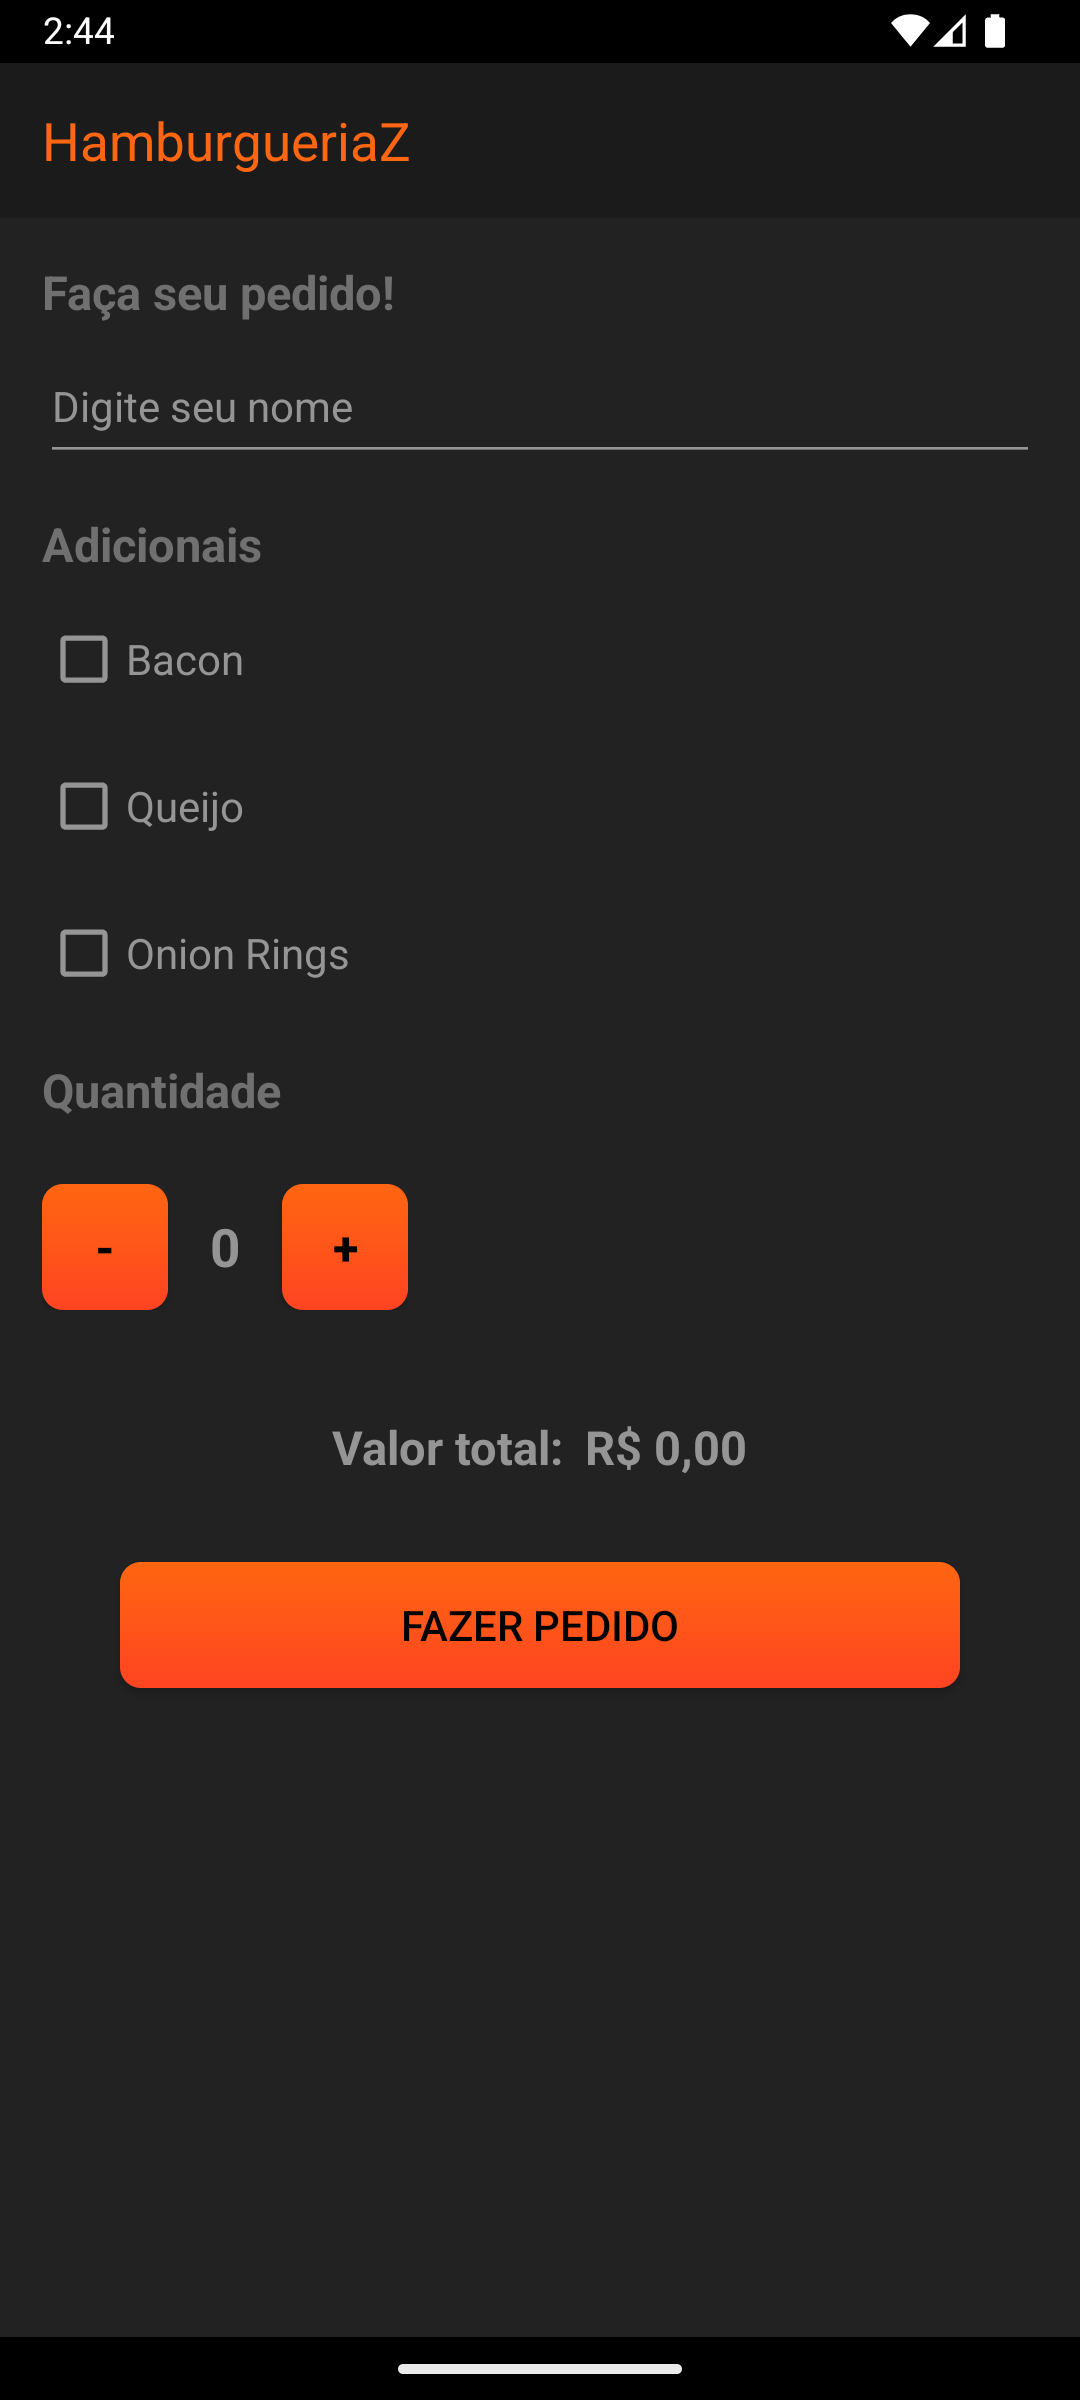 2:44
HamburgueriaZ
Faça seu pedido!
Digite seu nome
Adicionais
Bacon
Queijo
Onion Rings
Quantidade
- 0 +
Valor total: R$ 0,00
FAZER PEDIDO